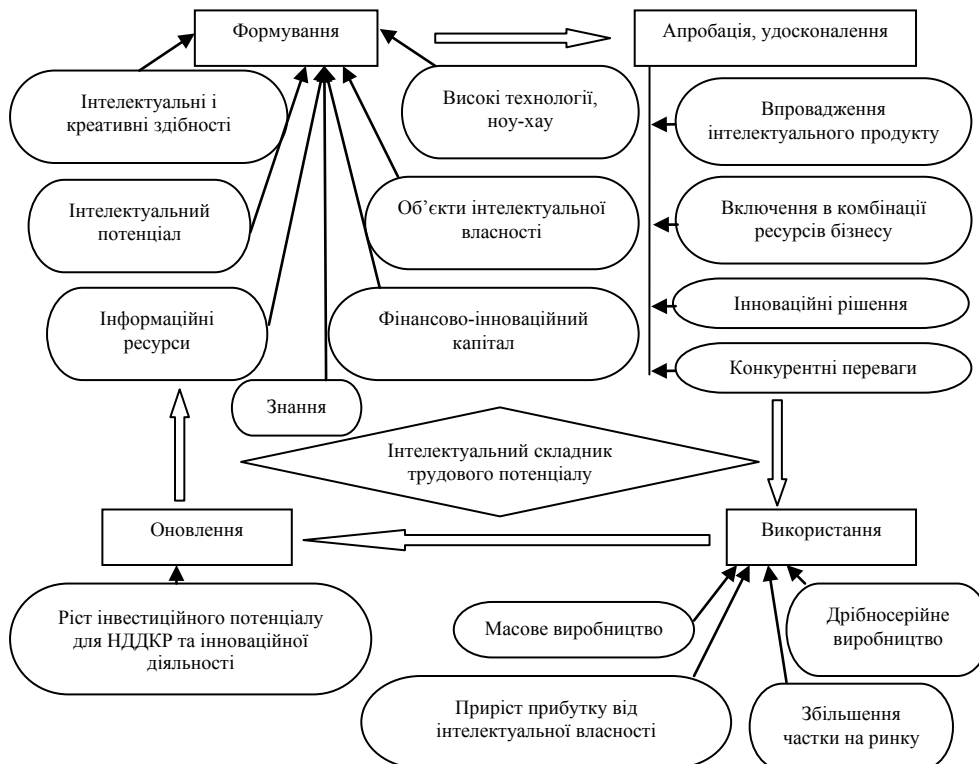 Формування
Апробація, удосконалення
Інтелектуальні і
креативні здібності
Високі технології,
ноу-хау
Впровадження
інтелектуального продукту
Інтелектуальний
потенціал
Об’єкти інтелектуальної
власності
Включення в комбінації
ресурсів бізнесу
Інформаційні
ресурси
Фінансово-інноваційний
капітал
Інноваційні рішення
Конкурентні переваги
Знання
Інтелектуальний складник
трудового потенціалу
Оновлення
Використання
Ріст інвестиційного потенціалу
для НДДКР та інноваційної
діяльності
Масове виробництво
Дрібносерійне
виробництво
Приріст прибутку від
інтелектуальної власності
Збільшення
частки на ринку